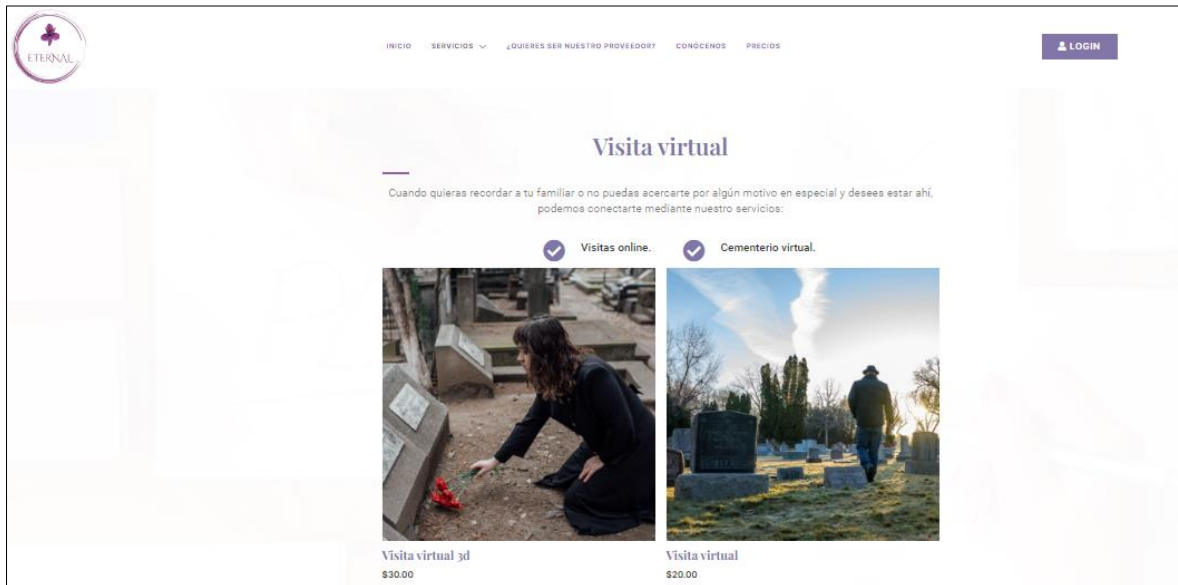 ETERNAL
INICIO SERVICIOS ¿QUIERES SER NUESTRO PROVEEDOR? CONÓCENOS PRECIOS
LOGIN
Visita virtual
Cuando quieras recordar a tu familiar o no puedas acercarte por algún motivo en especial y desees estar ahí,
podemos conectarte mediante nuestro servicios:
Visitas online. Cementerio virtual.
Visita virtual 3d
$30.00
Visita virtual
$20.00